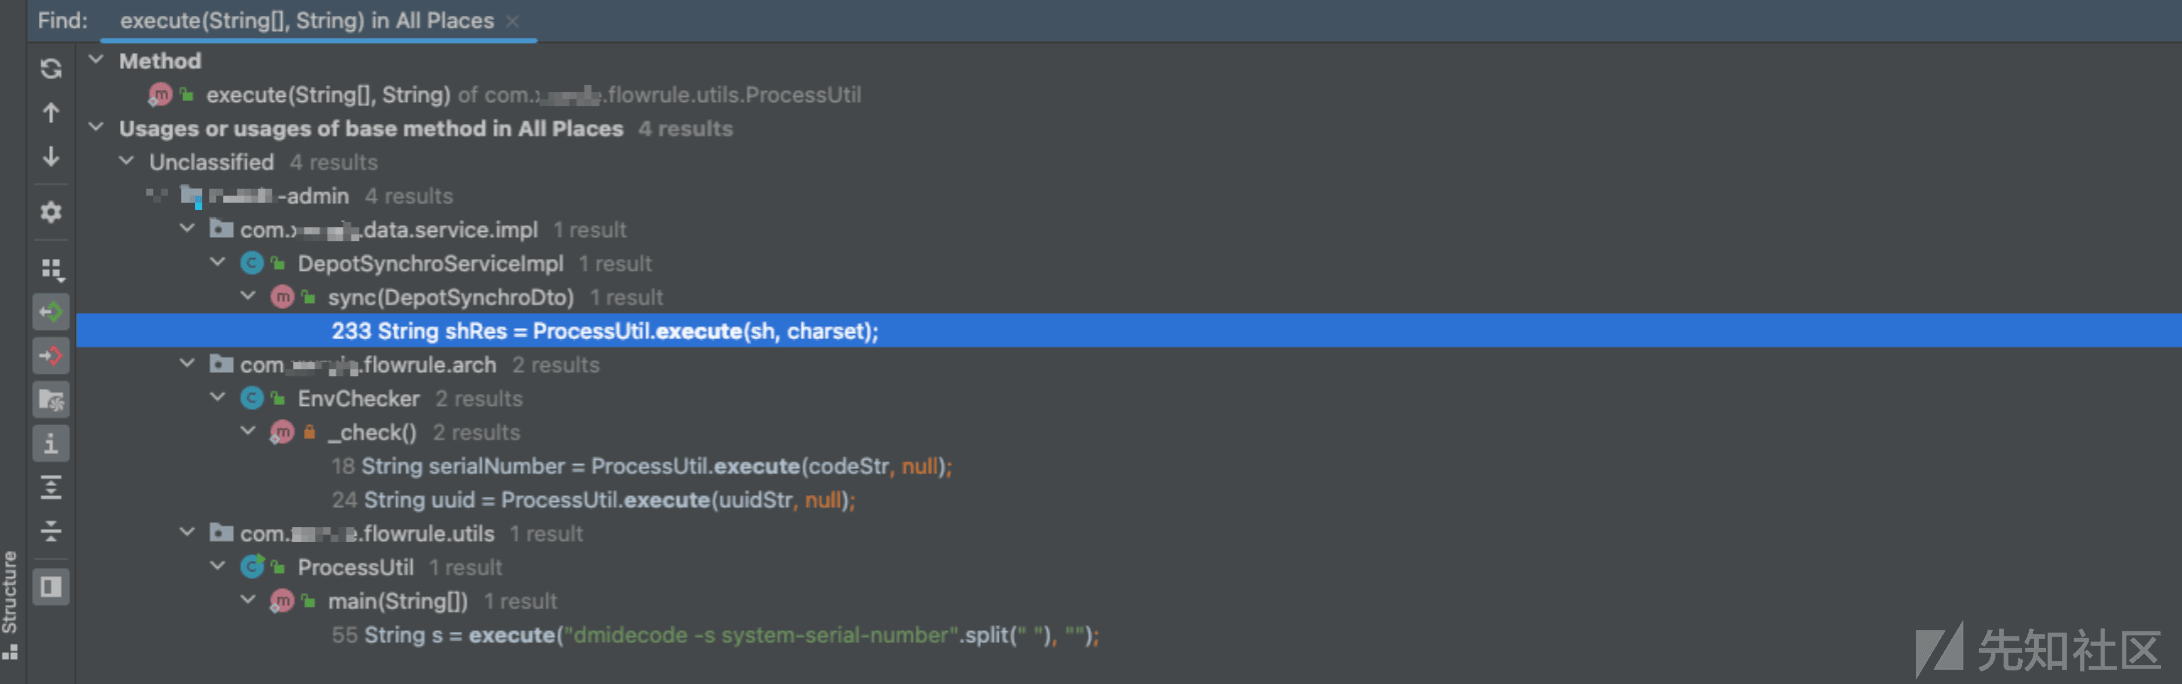 Find: execute(String[], String) in All Places
Method
execute(String[], String) of com. .flowrule.utils.ProcessUtil
Usages or usages of base method in All Places 4 results
Unclassified 4 results
-admin 4 results
com. .data.service.impl 1 result
DepotSynchroServiceImpl 1 result
sync(DepotSynchroDto) 1 result
233 String shRes = ProcessUtil.execute(sh, charset);
com .flowrule.arch 2 results
EnvChecker 2 results
_check() 2 results
18 String serialNumber = ProcessUtil.execute(codeStr, null);
24 String uuid = ProcessUtil.execute(uuidStr, null);
com. .flowrule.utils 1 result
ProcessUtil 1 result
main(String[]) 1 result
55 String s = execute("dmidecode -s system-serial-number".split(" "), "");
Structure
先知社区